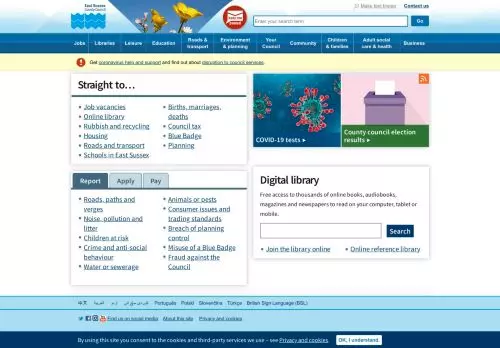 East Sussex
County Council
Make text bigger
Contact us
Enter your search term
Go
Jobs
Libraries
Leisure
Education
Roads &
transport
Environment
& planning
Your
Council
Community
Children
& families
Adult social
care & health
Business
Get coronavirus help and support and find out about disruption to council services.
Straight to…
Job vacancies
Online library
Rubbish and recycling
Housing
Roads and transport
Schools in East Sussex
Births, marriages,
deaths
Council tax
Blue Badge
Planning
COVID-19 tests
County council election
results
Report
Apply
Pay
Roads, paths and
verges
Noise, pollution and
litter
Children at risk
Crime and anti-social
behaviour
Water or sewerage
Animals or pests
Consumer issues and
trading standards
Breach of planning
control
Misuse of a Blue Badge
Fraud against the
Council
Digital library
Free access to thousands of online books, audiobooks,
magazines and newspapers to read on your computer, tablet or
mobile.
Search
Join the library online
Online reference library
中文 العربية اردو Português Polski Slovenčina Türkçe British Sign Language (BSL)
Find us on social media About this site Privacy and cookies
By using this site you consent to the cookies and third-party services we use – see Privacy and cookies.
OK, I understand.